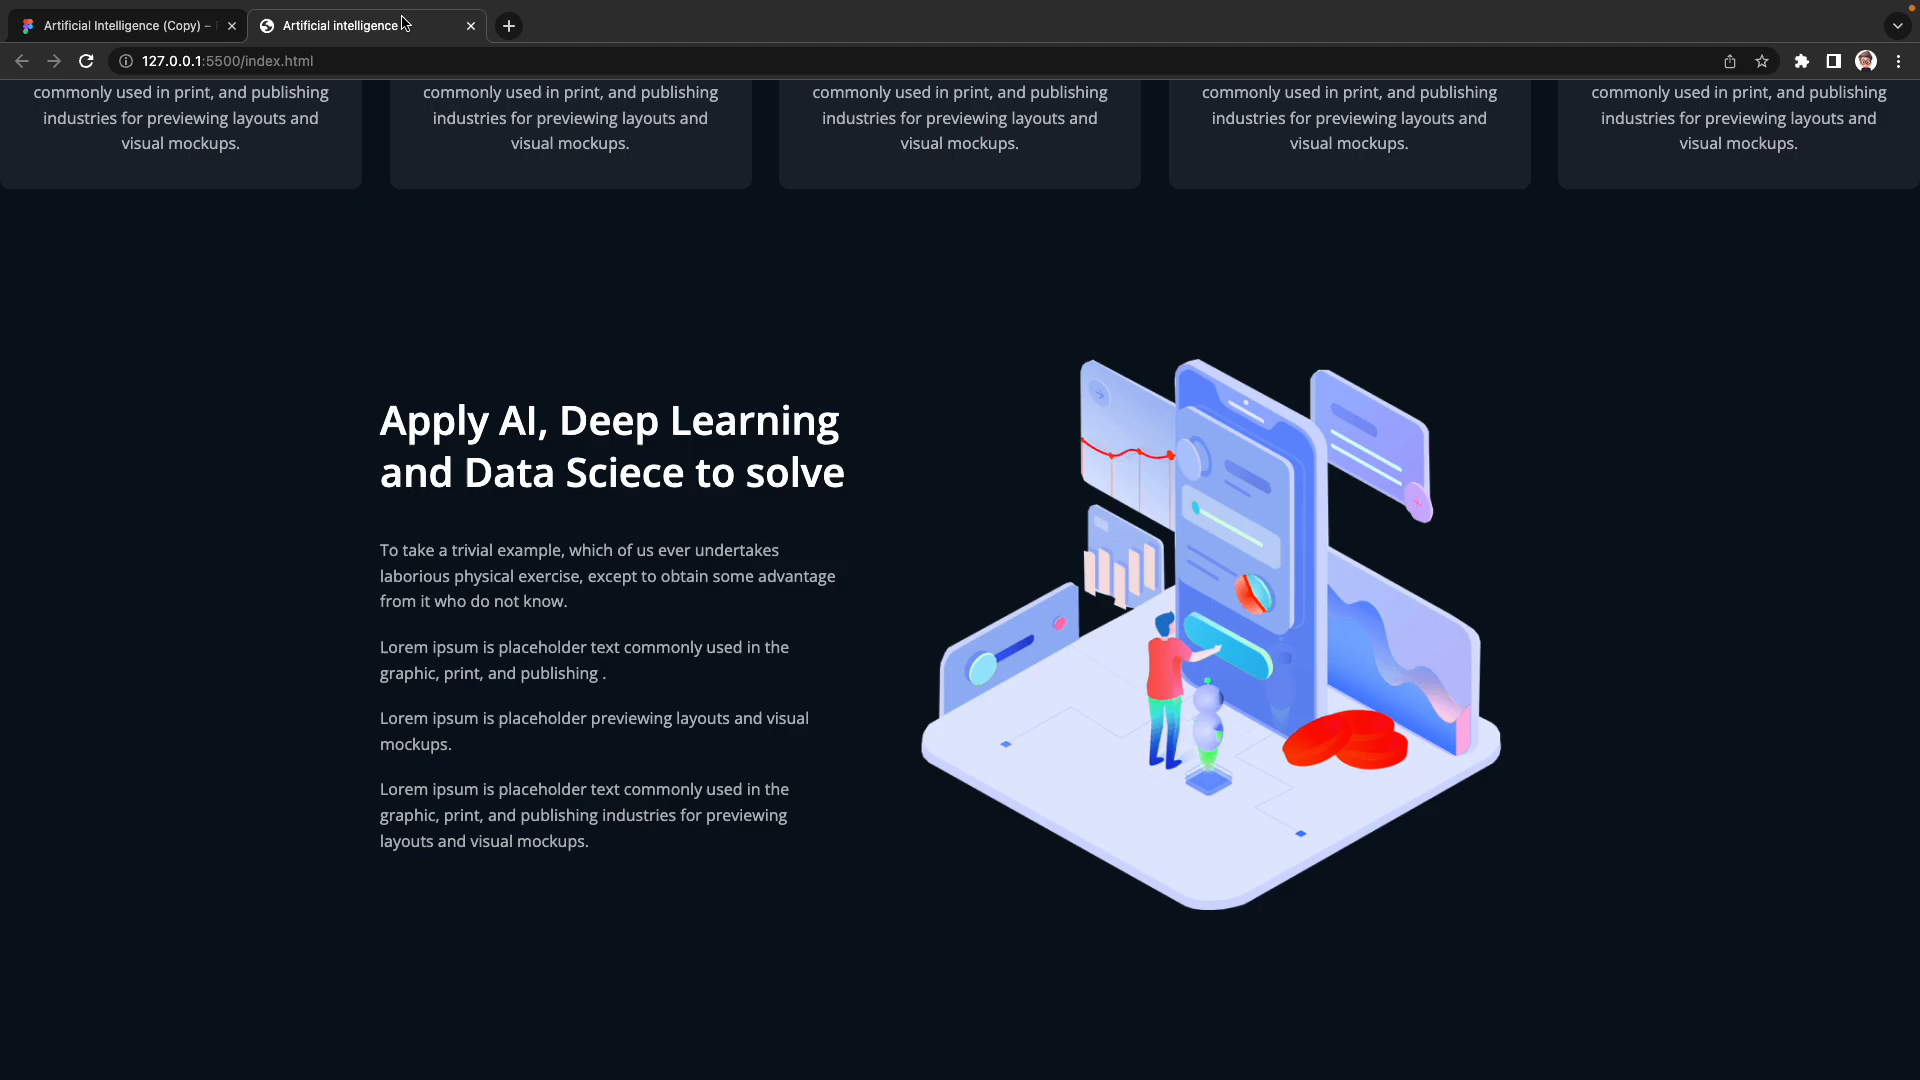 Artificial Intelligence (Copy) –
Artificial intelligence
127.0.0.1:5500/index.html
commonly used in print, and publishing
industries for previewing layouts and
visual mockups.
commonly used in print, and publishing
industries for previewing layouts and
visual mockups.
commonly used in print, and publishing
industries for previewing layouts and
visual mockups.
commonly used in print, and publishing
industries for previewing layouts and
visual mockups.
commonly used in print, and publishing
industries for previewing layouts and
visual mockups.
Apply AI, Deep Learning
and Data Sciece to solve
To take a trivial example, which of us ever undertakes
laborious physical exercise, except to obtain some advantage
from it who do not know.
Lorem ipsum is placeholder text commonly used in the
graphic, print, and publishing .
Lorem ipsum is placeholder previewing layouts and visual
mockups.
Lorem ipsum is placeholder text commonly used in the
graphic, print, and publishing industries for previewing
layouts and visual mockups.